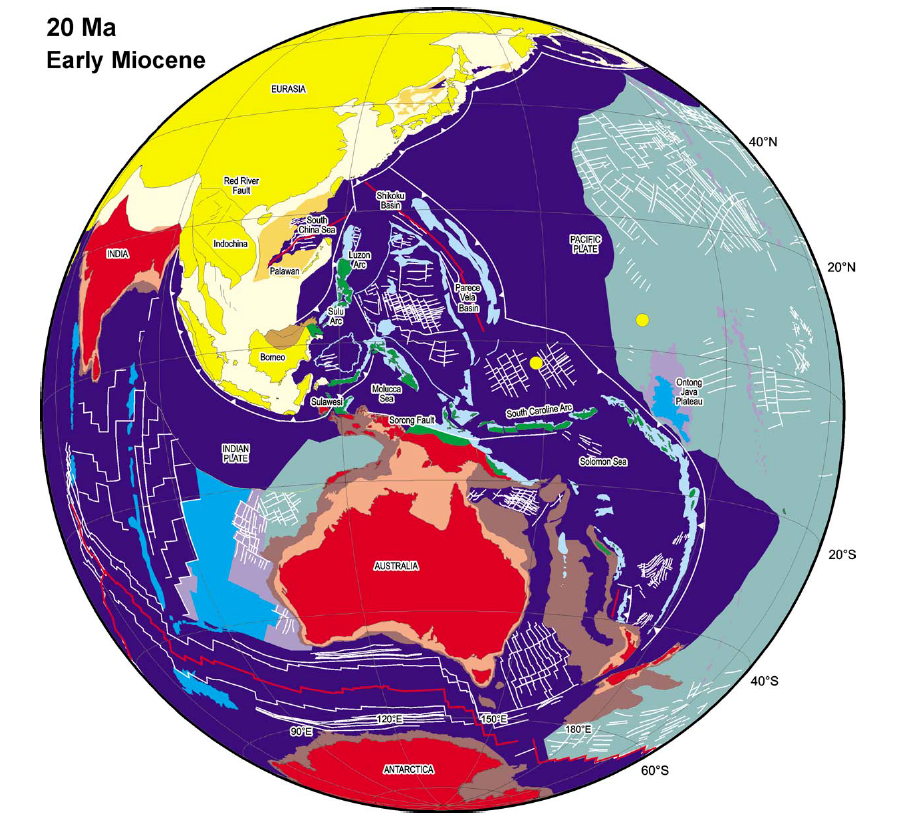 20 Ma
Early Miocene
EURASIA
40°N
Red River
Fault
Shikoku
Basin
South
China Sea
Indochina
PACIFIC
PLATE
INDIA
Luzon
Arc
Palawan
20°N
Parece
Vela
Basin
Sulu
Arc
Borneo
Molucca
Sea
Ontong
Java
Plateau
Sulawesi
South Caroline Arc
Sorong Fault
INDIAN
PLATE
Solomon Sea
20°S
AUSTRALIA
40°S
90°E
120°E
150°E
180°E
ANTARCTICA
60°S